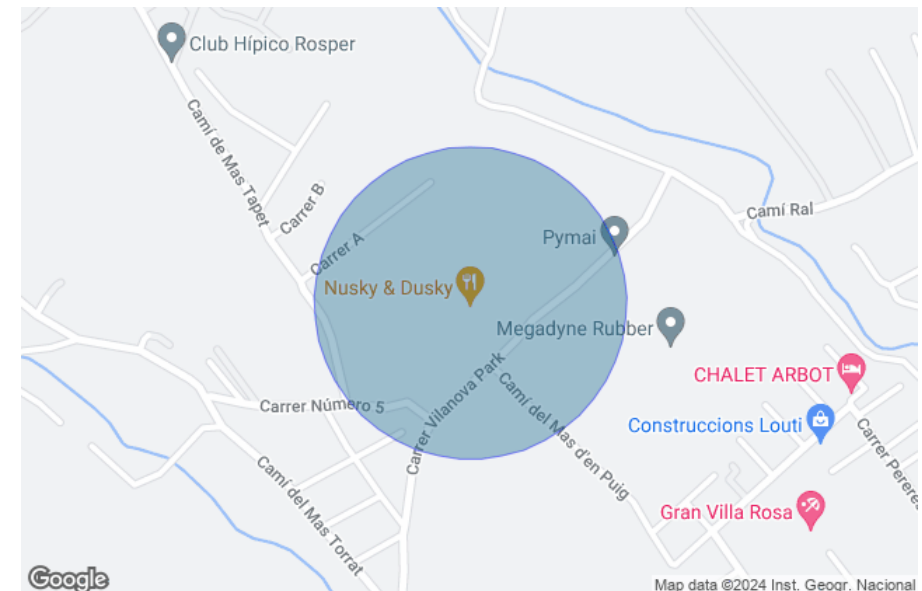 Club Hípico Rosper
Camí de Mas Tapet
Carrer B
Carrer A
Camí Ral
Pymai
Nusky & Dusky
Megadyne Rubber
CHALET ARBOT
Carrer Vilanova Park
Camí del Mas d'en Puig
Carrer Número 5
Construccions Louti
Carrer Pereres
Camí del Mas Torrat
Gran Villa Rosa
Google
Map data ©2024 Inst. Geogr. Nacional